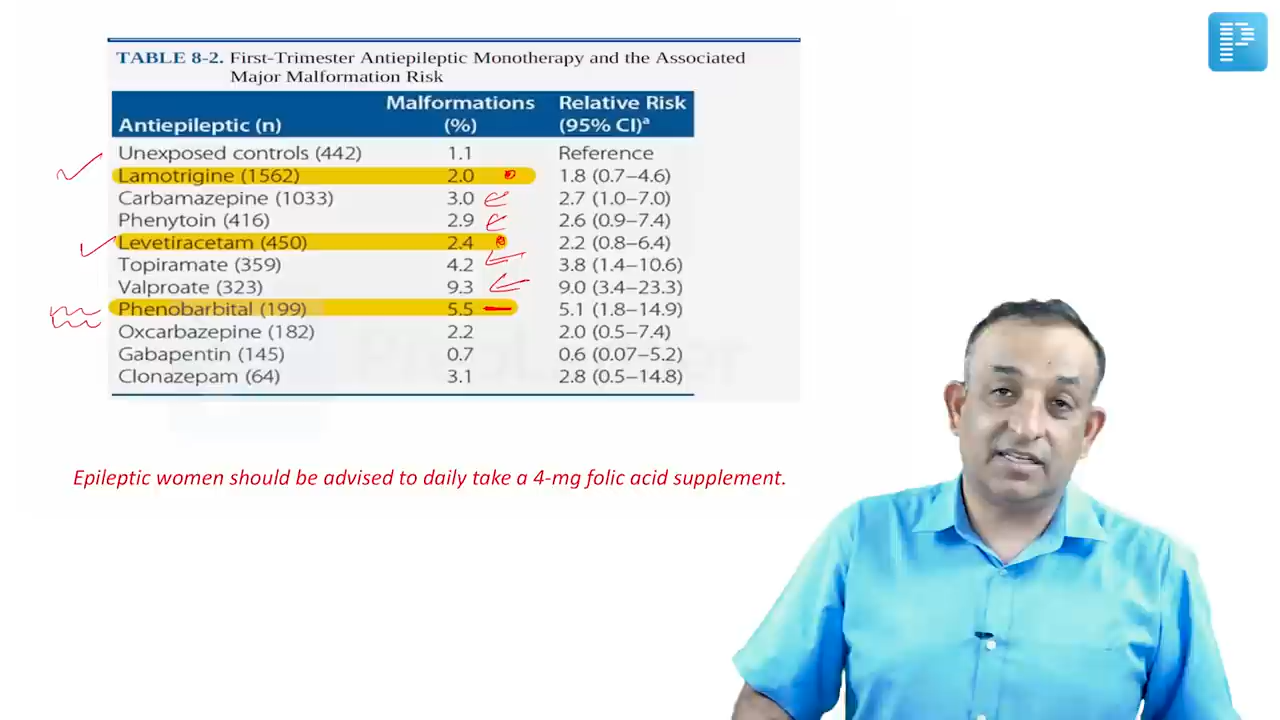 TABLE 8-2. First-Trimester Antiepileptic Monotherapy and the Associated
Major Malformation Risk
Antiepileptic (n) Malformations (%) Relative Risk (95% CI)ᵃ
Unexposed controls (442) 1.1 Reference
Lamotrigine (1562) 2.0 1.8 (0.7–4.6)
Carbamazepine (1033) 3.0 2.7 (1.0–7.0)
Phenytoin (416) 2.9 2.6 (0.9–7.4)
Levetiracetam (450) 2.4 2.2 (0.8–6.4)
Topiramate (359) 4.2 3.8 (1.4–10.6)
Valproate (323) 9.3 9.0 (3.4–23.3)
Phenobarbital (199) 5.5 5.1 (1.8–14.9)
Oxcarbazepine (182) 2.2 2.0 (0.5–7.4)
Gabapentin (145) 0.7 0.6 (0.07–5.2)
Clonazepam (64) 3.1 2.8 (0.5–14.8)
Epileptic women should be advised to daily take a 4-mg folic acid supplement.